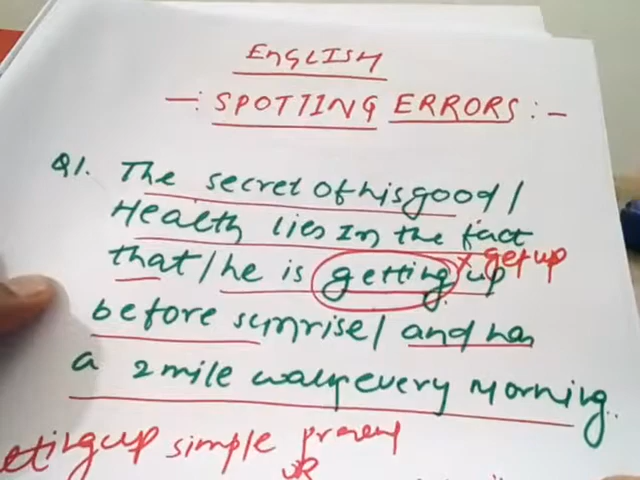 ENGLISH
-: SPOTTING ERRORS :-
Q1. The secret of his good /
Health lies In the fact
that / he is getting up × get up
before sunrise / and has
a 2 mile walk every Morning.
etting up simple present
OR